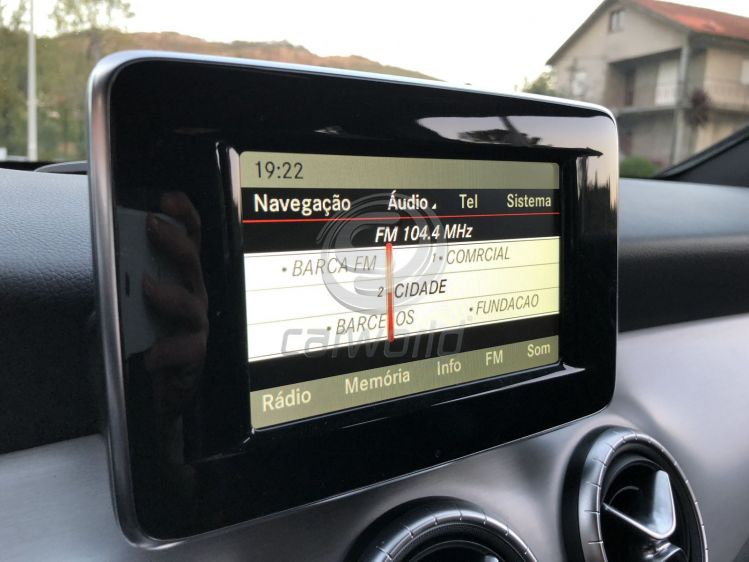 19:22
Navegação Áudio Tel Sistema
FM 104.4 MHz
• BARCA FM 1• COMRCIAL
2 CIDADE
• BARCELOS • FUNDACAO
carworld
Rádio Memória Info FM Som